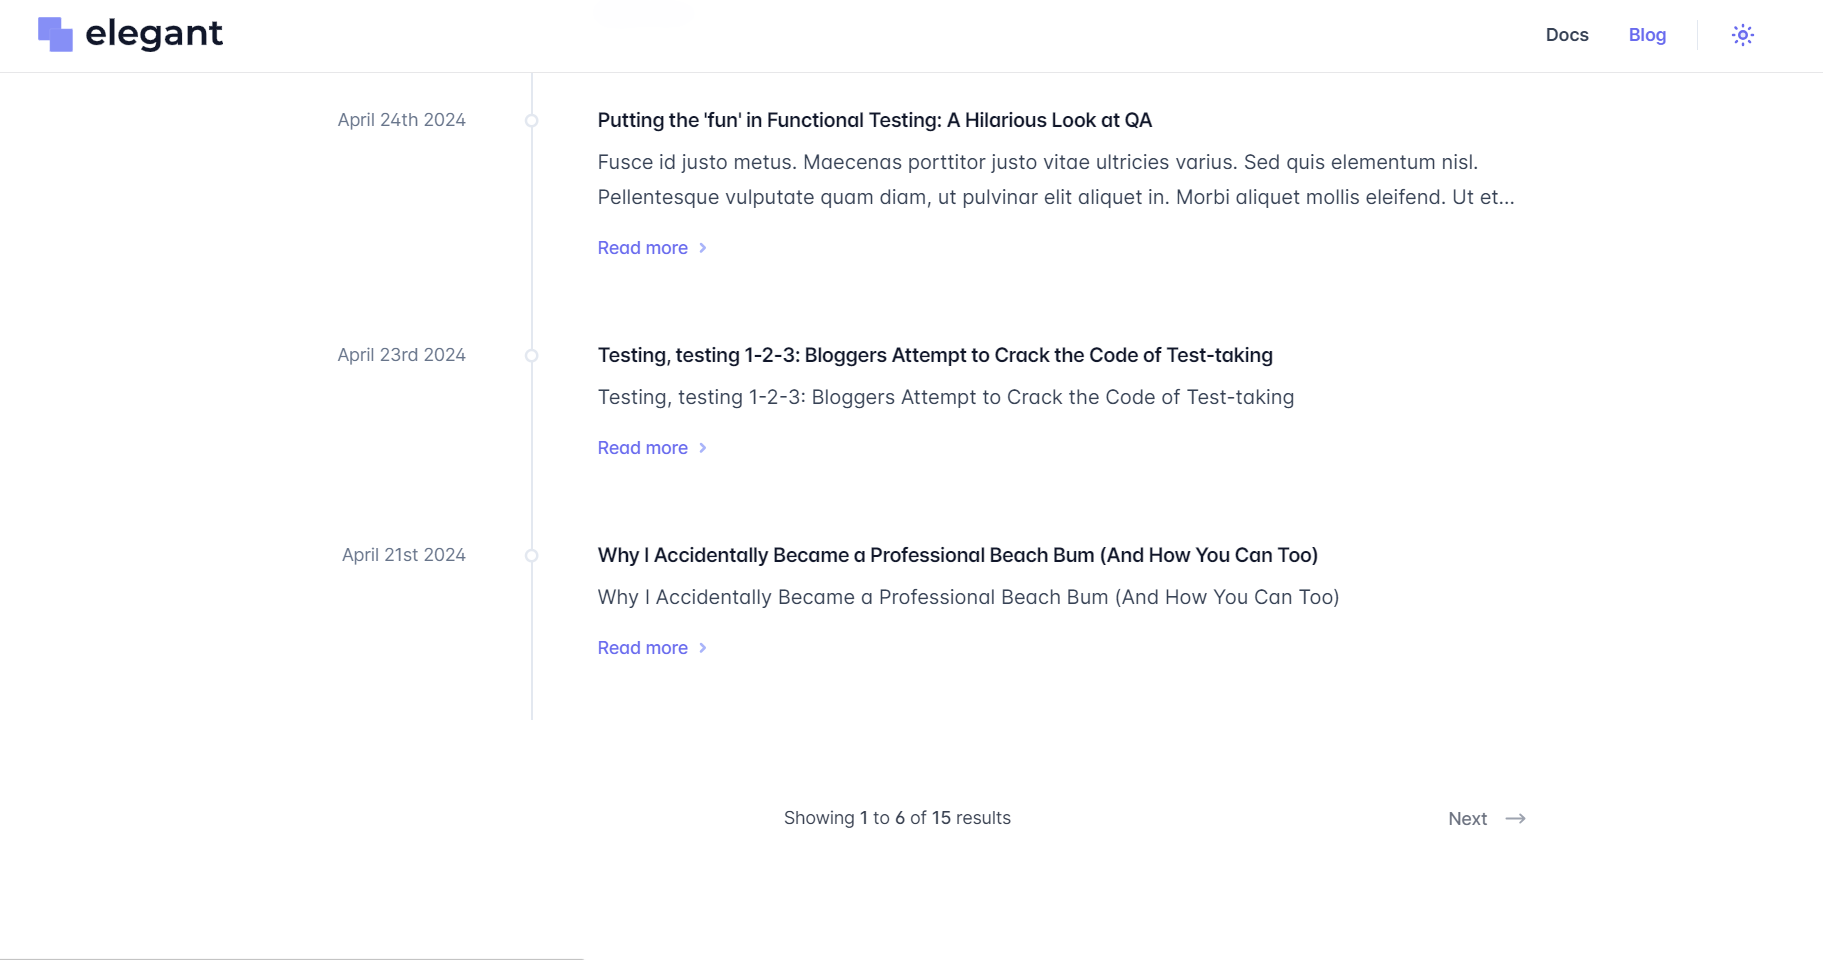 elegant
Docs
Blog
April 24th 2024
Putting the 'fun' in Functional Testing: A Hilarious Look at QA
Fusce id justo metus. Maecenas porttitor justo vitae ultricies varius. Sed quis elementum nisl.
Pellentesque vulputate quam diam, ut pulvinar elit aliquet in. Morbi aliquet mollis eleifend. Ut et...
Read more
April 23rd 2024
Testing, testing 1-2-3: Bloggers Attempt to Crack the Code of Test-taking
Testing, testing 1-2-3: Bloggers Attempt to Crack the Code of Test-taking
Read more
April 21st 2024
Why I Accidentally Became a Professional Beach Bum (And How You Can Too)
Why I Accidentally Became a Professional Beach Bum (And How You Can Too)
Read more
Showing 1 to 6 of 15 results
Next